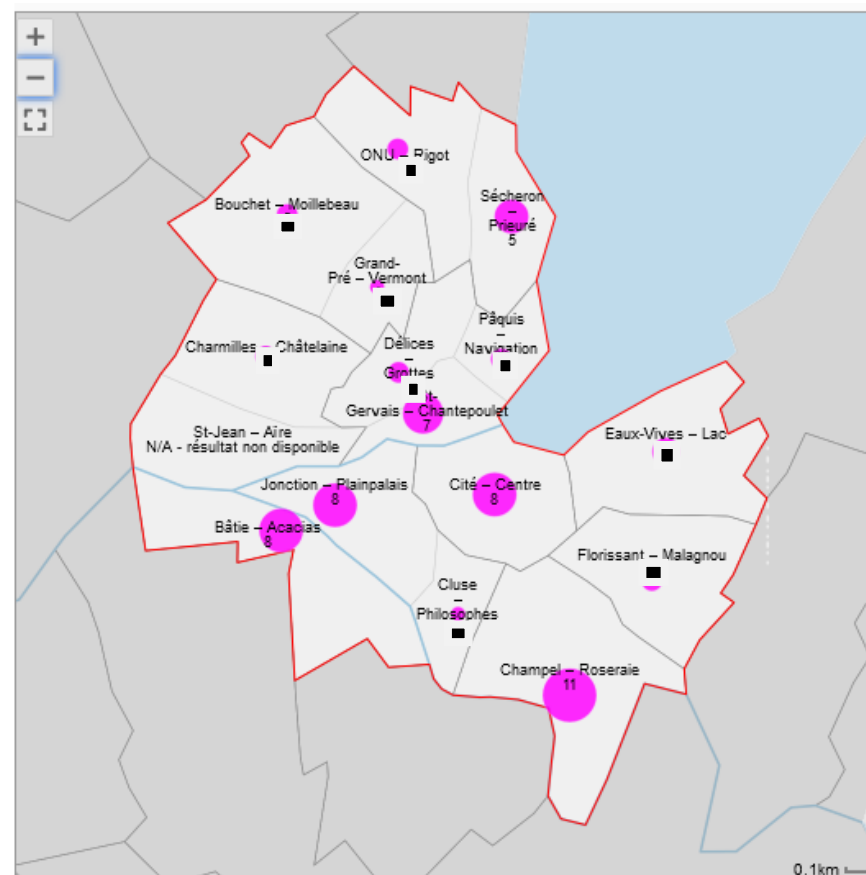 +
−
ONU – Rigot
Bouchet – Moillebeau
Sécheron
–
Prieuré
5
Grand-
Pré – Vermont
Pâquis
–
Navigation
Charmilles – Châtelaine
Délices
–
Grottes
Gervais – Chantepoulet
7
St-Jean – Aïre
N/A - résultat non disponible
Eaux-Vives – Lac
Jonction – Plainpalais
8
Cité – Centre
8
Bâtie – Acacias
8
Florissant – Malagnou
Cluse
–
Philosophes
Champel – Roseraie
11
0.1km